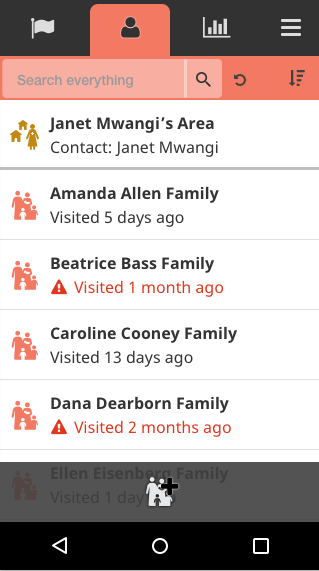 Search everything
Janet Mwangi's Area
Contact: Janet Mwangi
Amanda Allen Family
Visited 5 days ago
Beatrice Bass Family
Visited 1 month ago
Caroline Cooney Family
Visited 13 days ago
Dana Dearborn Family
Visited 2 months ago
Ellen Eisenberg Family
Visited 1 day